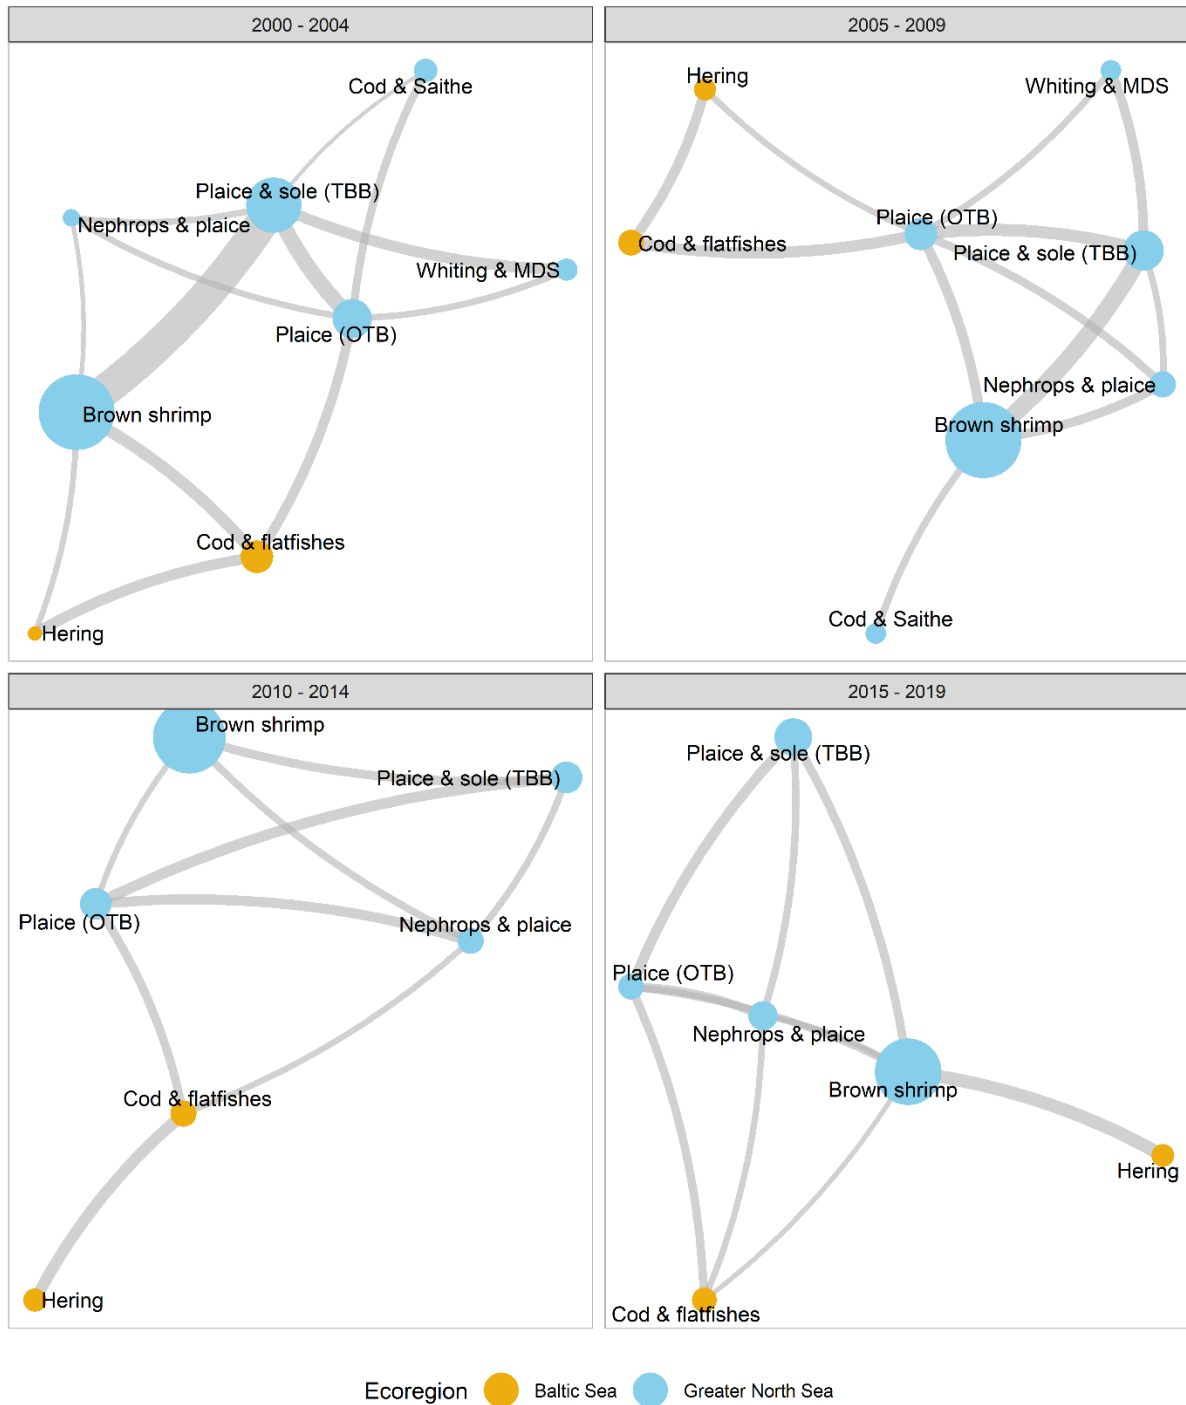 2000 - 2004
Cod & Saithe
Plaice & sole (TBB)
Nephrops & plaice
Whiting & MDS
Plaice (OTB)
Brown shrimp
Cod & flatfishes
Hering
2005 - 2009
Hering
Whiting & MDS
Plaice (OTB)
Cod & flatfishes
Plaice & sole (TBB)
Nephrops & plaice
Brown shrimp
Cod & Saithe
2010 - 2014
Brown shrimp
Plaice & sole (TBB)
Plaice (OTB)
Nephrops & plaice
Cod & flatfishes
Hering
2015 - 2019
Plaice & sole (TBB)
Plaice (OTB)
Nephrops & plaice
Brown shrimp
Hering
Cod & flatfishes
Ecoregion Baltic Sea Greater North Sea